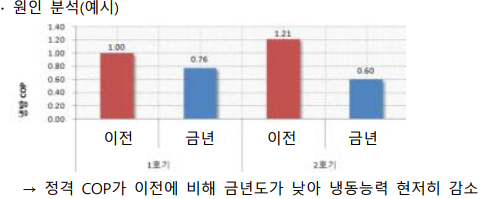 · 원인 분석(예시)
1.40
1.20
1.00
0.80
0.60
0.40
0.20
0.00
냉방 COP
1.00
0.76
1.21
0.60
이전 금년 이전 금년
1호기 2호기
→ 정격 COP가 이전에 비해 금년도가 낮아 냉동능력 현저히 감소